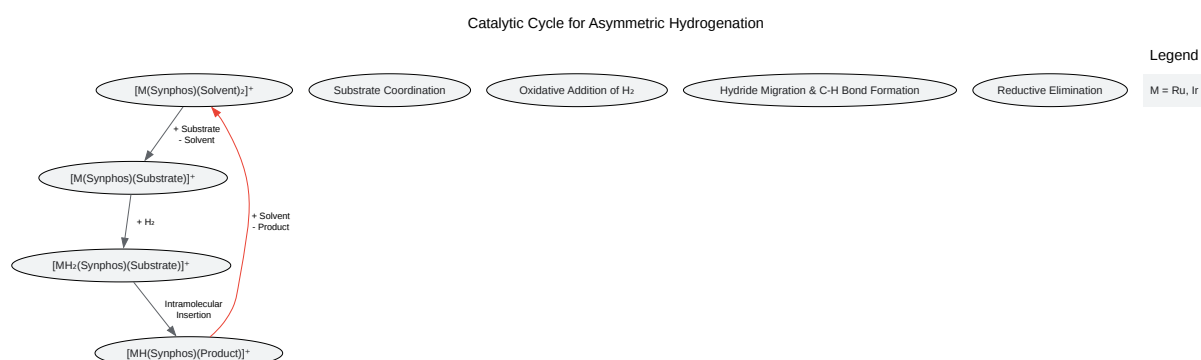 Catalytic Cycle for Asymmetric Hydrogenation
Legend
[M(Synphos)(Solvent)₂]⁺
Substrate Coordination
Oxidative Addition of H₂
Hydride Migration & C-H Bond Formation
Reductive Elimination
M = Ru, Ir
+ Substrate
- Solvent
[M(Synphos)(Substrate)]⁺
+ H₂
+ Solvent
- Product
[MH₂(Synphos)(Substrate)]⁺
Intramolecular
Insertion
[MH(Synphos)(Product)]⁺